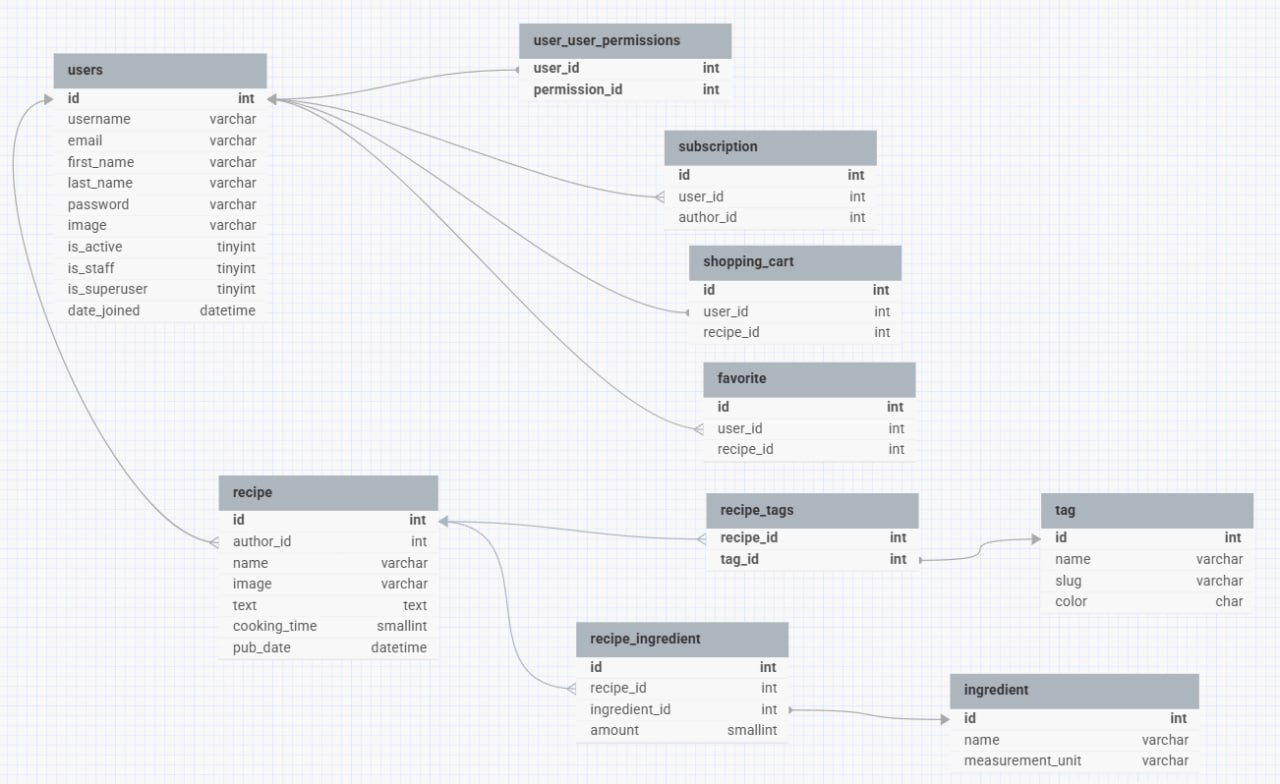 users
id int
username varchar
email varchar
first_name varchar
last_name varchar
password varchar
image varchar
is_active tinyint
is_staff tinyint
is_superuser tinyint
date_joined datetime
user_user_permissions
user_id int
permission_id int
subscription
id int
user_id int
author_id int
shopping_cart
id int
user_id int
recipe_id int
favorite
id int
user_id int
recipe_id int
recipe
id int
author_id int
name varchar
image varchar
text text
cooking_time smallint
pub_date datetime
recipe_tags
recipe_id int
tag_id int
tag
id int
name varchar
slug varchar
color char
recipe_ingredient
id int
recipe_id int
ingredient_id int
amount smallint
ingredient
id int
name varchar
measurement_unit varchar